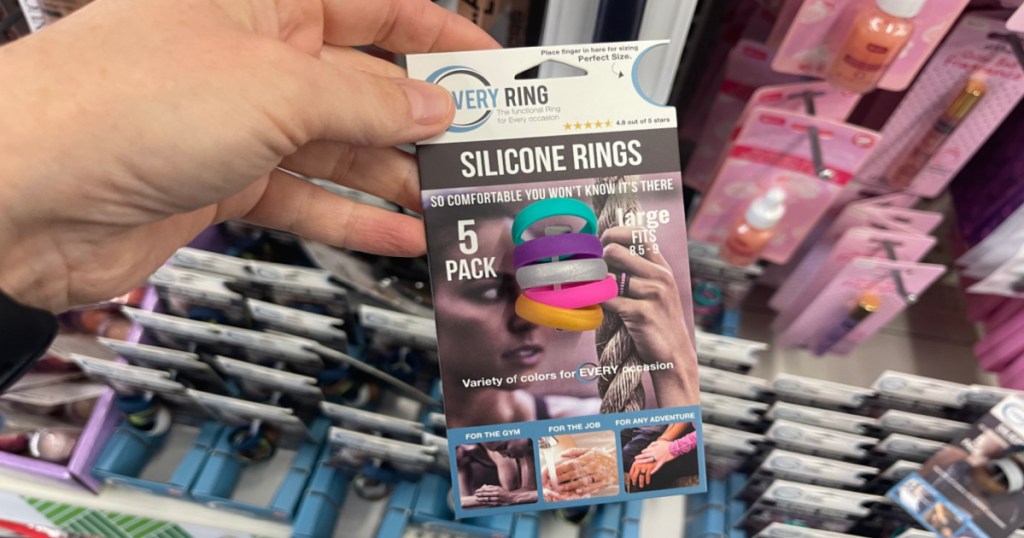 Place finger in here for sizing
Perfect Size.
VERY RING
The functional Ring
for Every occasion
4.8 out of 5 stars
SILICONE RINGS
SO COMFORTABLE YOU WON'T KNOW IT'S THERE
5
PACK
large
FITS
8.5 - 9
Variety of colors for EVERY occasion
FOR THE GYM
FOR THE JOB
FOR ANY ADVENTURE